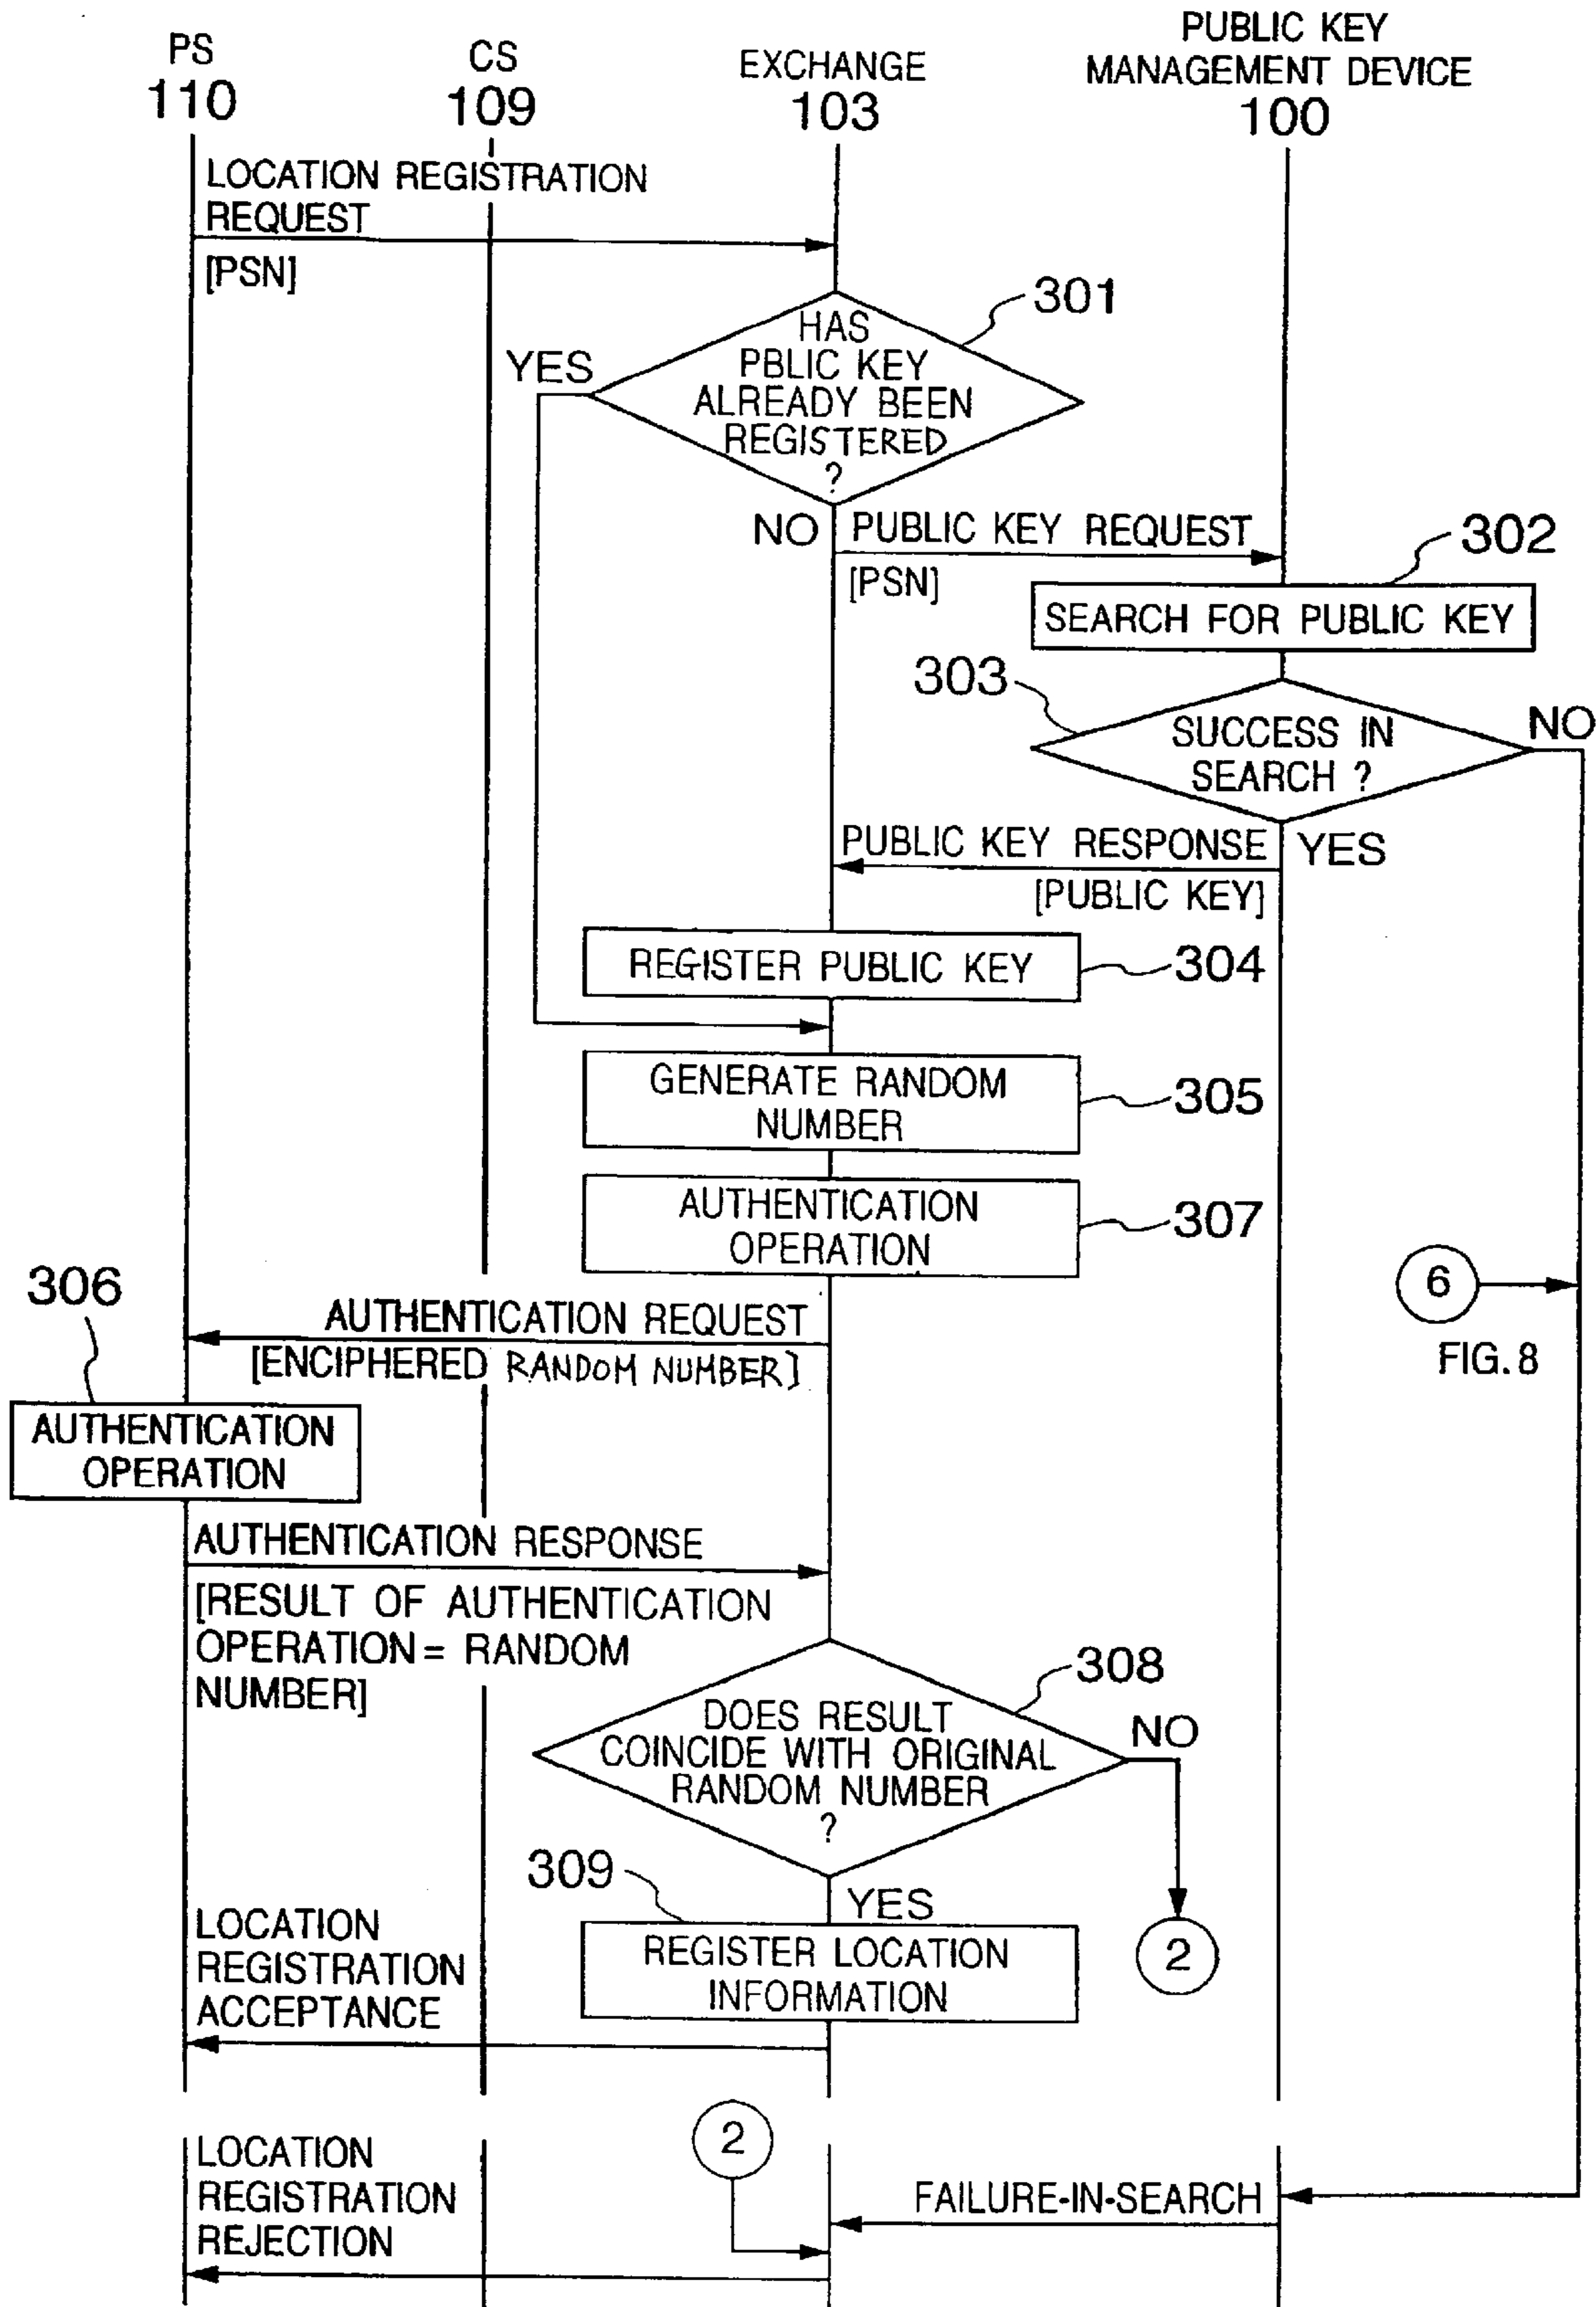 PS
110
CS
109
EXCHANGE
103
PUBLIC KEY
MANAGEMENT DEVICE
100
LOCATION REGISTRATION
REQUEST
[PSN]
301
HAS
PBLIC KEY
ALREADY BEEN
REGISTERED
?
YES
NO
PUBLIC KEY REQUEST
[PSN]
302
SEARCH FOR PUBLIC KEY
303
SUCCESS IN
SEARCH ?
NO
YES
PUBLIC KEY RESPONSE
[PUBLIC KEY]
REGISTER PUBLIC KEY
304
GENERATE RANDOM
NUMBER
305
AUTHENTICATION
OPERATION
307
6
FIG. 8
306
AUTHENTICATION REQUEST
[ENCIPHERED RANDOM NUMBER]
AUTHENTICATION
OPERATION
AUTHENTICATION RESPONSE
[RESULT OF AUTHENTICATION
OPERATION = RANDOM
NUMBER]
308
DOES RESULT
COINCIDE WITH ORIGINAL
RANDOM NUMBER
?
NO
2
309
YES
REGISTER LOCATION
INFORMATION
LOCATION
REGISTRATION
ACCEPTANCE
2
LOCATION
REGISTRATION
REJECTION
FAILURE-IN-SEARCH